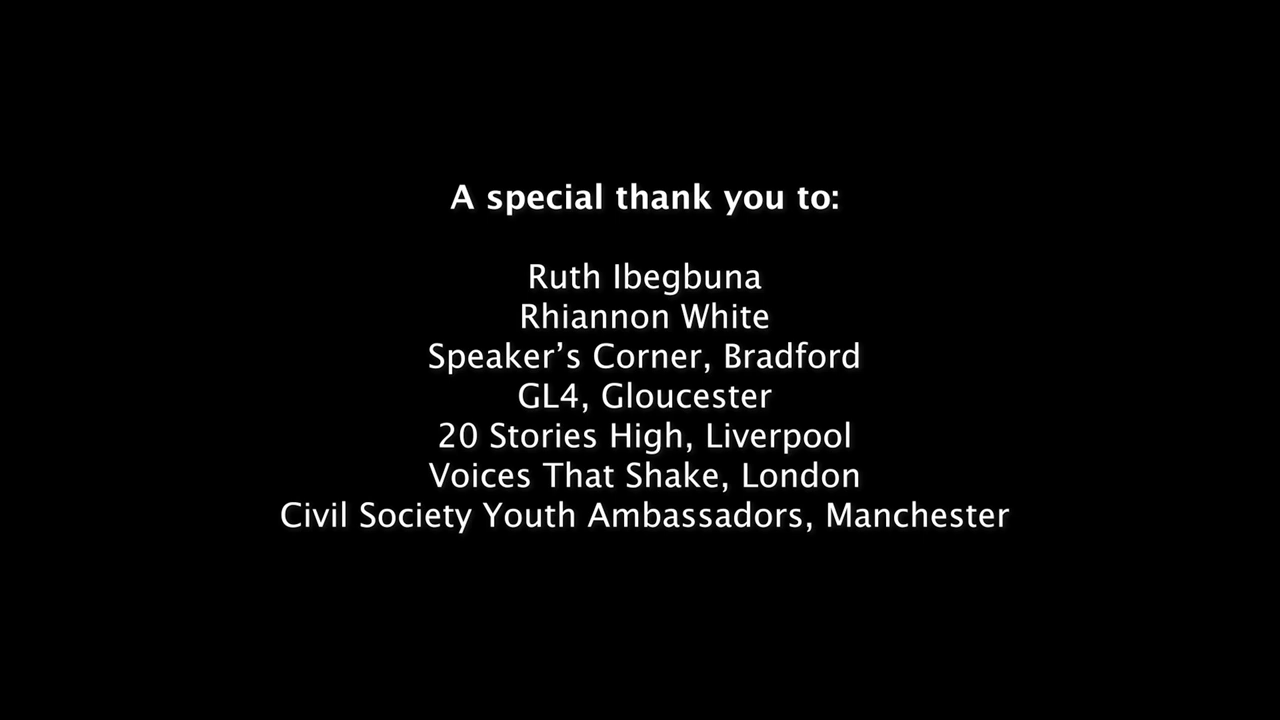 A special thank you to:
Ruth Ibegbuna
Rhiannon White
Speaker’s Corner, Bradford
GL4, Gloucester
20 Stories High, Liverpool
Voices That Shake, London
Civil Society Youth Ambassadors, Manchester